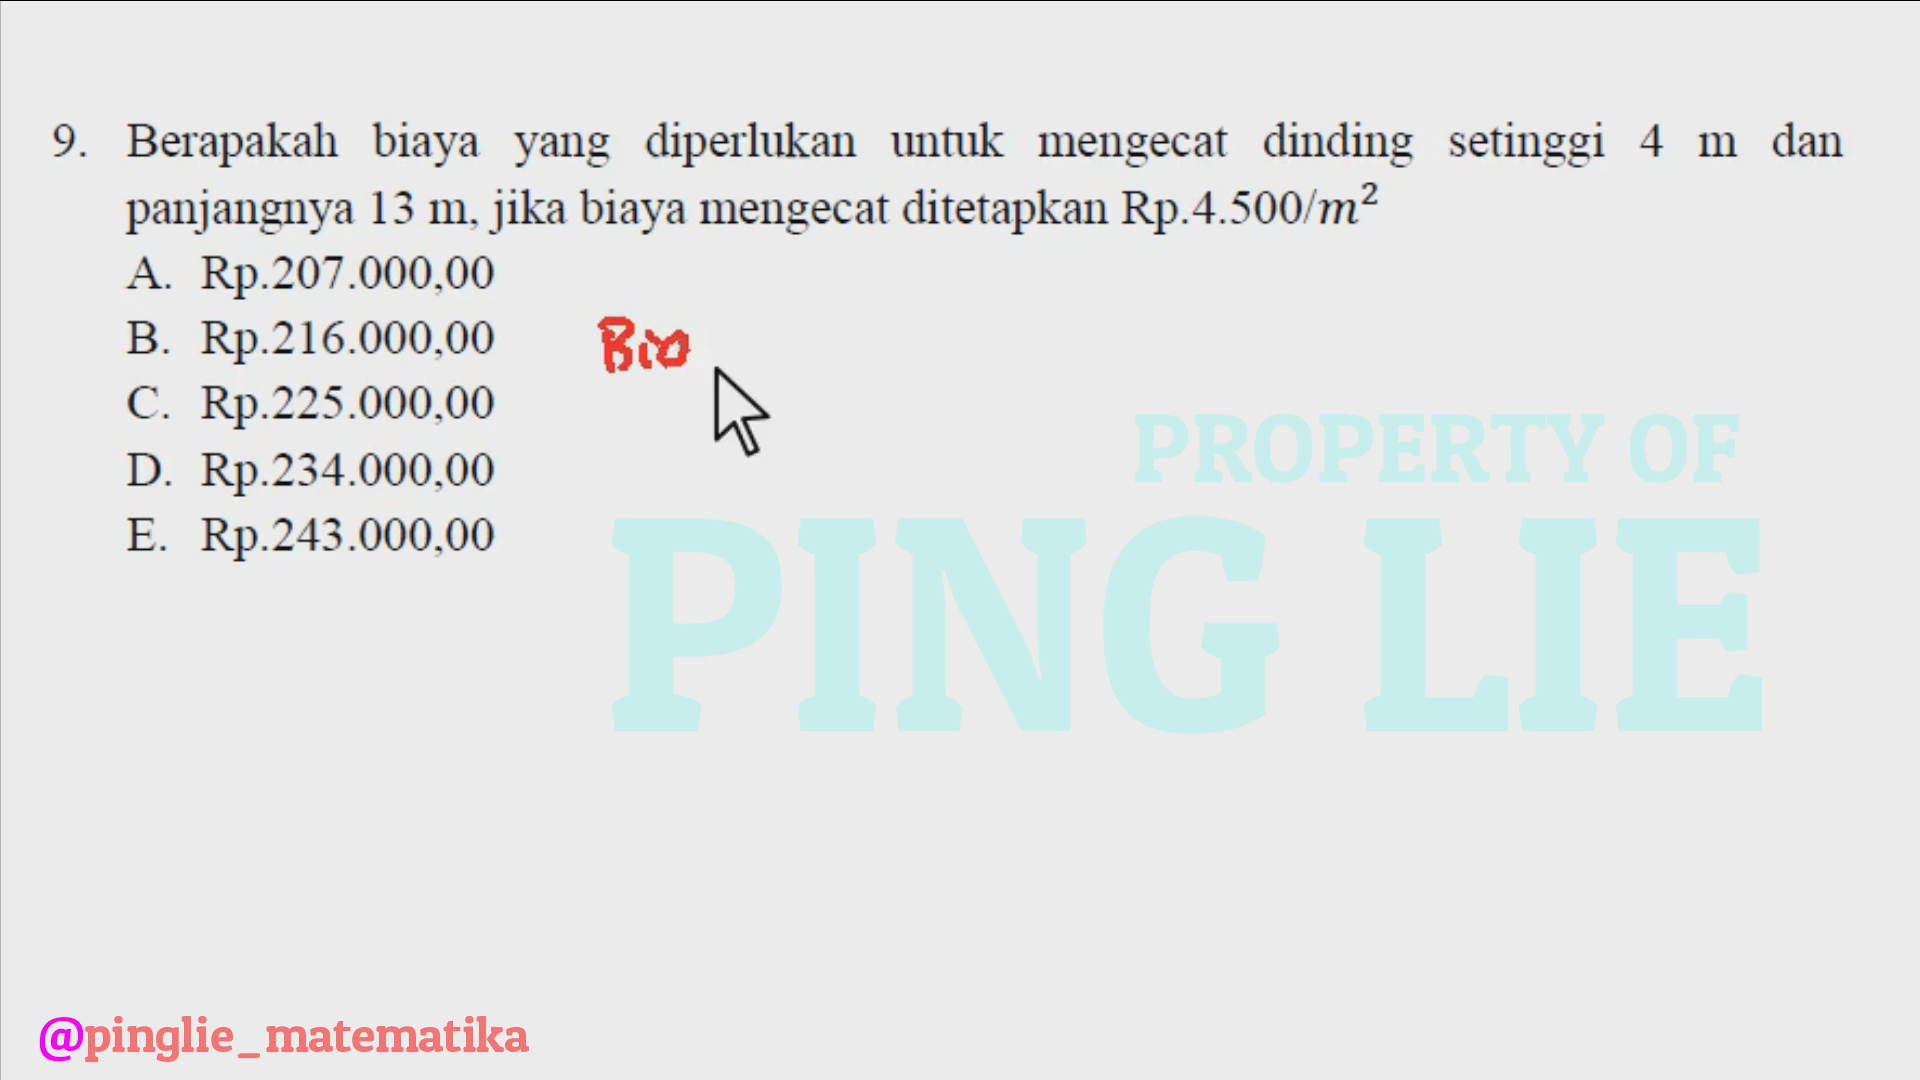 9. Berapakah biaya yang diperlukan untuk mengecat dinding setinggi 4 m dan
panjangnya 13 m, jika biaya mengecat ditetapkan Rp.4.500/m²
A. Rp.207.000,00
B. Rp.216.000,00
C. Rp.225.000,00
D. Rp.234.000,00
E. Rp.243.000,00
Bia
PROPERTY OF
PING LIE
@pinglie_matematika